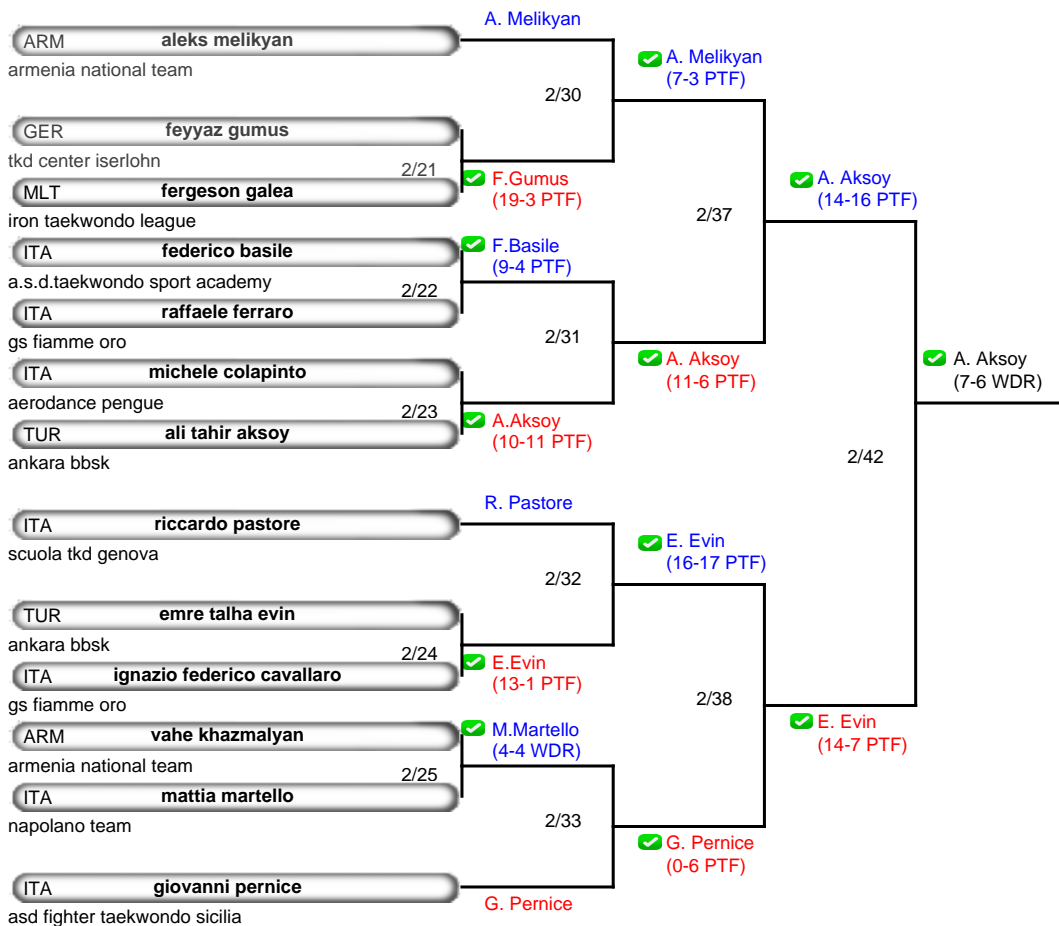 A. Melikyan
ARM aleks melikyan
armenia national team
A. Melikyan
(7-3 PTF)
2/30
GER feyyaz gumus
tkd center iserlohn
2/21
MLT fergeson galea
iron taekwondo league
F.Gumus
(19-3 PTF)
A. Aksoy
(14-16 PTF)
2/37
ITA federico basile
a.s.d.taekwondo sport academy
F.Basile
(9-4 PTF)
2/22
ITA raffaele ferraro
gs fiamme oro
2/31
ITA michele colapinto
aerodance pengue
A. Aksoy
(11-6 PTF)
A. Aksoy
(7-6 WDR)
2/23
TUR ali tahir aksoy
ankara bbsk
A.Aksoy
(10-11 PTF)
2/42
R. Pastore
ITA riccardo pastore
scuola tkd genova
E. Evin
(16-17 PTF)
2/32
TUR emre talha evin
ankara bbsk
2/24
ITA ignazio federico cavallaro
gs fiamme oro
E.Evin
(13-1 PTF)
2/38
ARM vahe khazmalyan
armenia national team
M.Martello
(4-4 WDR)
E. Evin
(14-7 PTF)
2/25
ITA mattia martello
napolano team
2/33
G. Pernice
(0-6 PTF)
ITA giovanni pernice
asd fighter taekwondo sicilia
G. Pernice